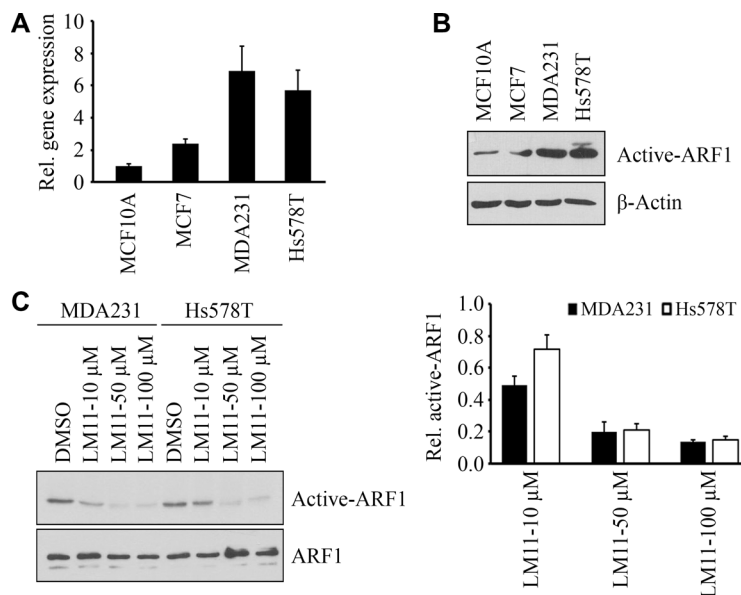 A
Rel. gene expression
8
6
4
2
0
MCF10A
MCF7
MDA231
Hs578T
B
MCF10A
MCF7
MDA231
Hs578T
Active-ARF1
β-Actin
C
MDA231 Hs578T
DMSO
LM11-10 μM
LM11-50 μM
LM11-100 μM
DMSO
LM11-10 μM
LM11-50 μM
LM11-100 μM
Active-ARF1
ARF1
Rel. active-ARF1
1.0
0.8
0.6
0.4
0.2
0.0
MDA231 Hs578T
LM11-10 μM
LM11-50 μM
LM11-100 μM